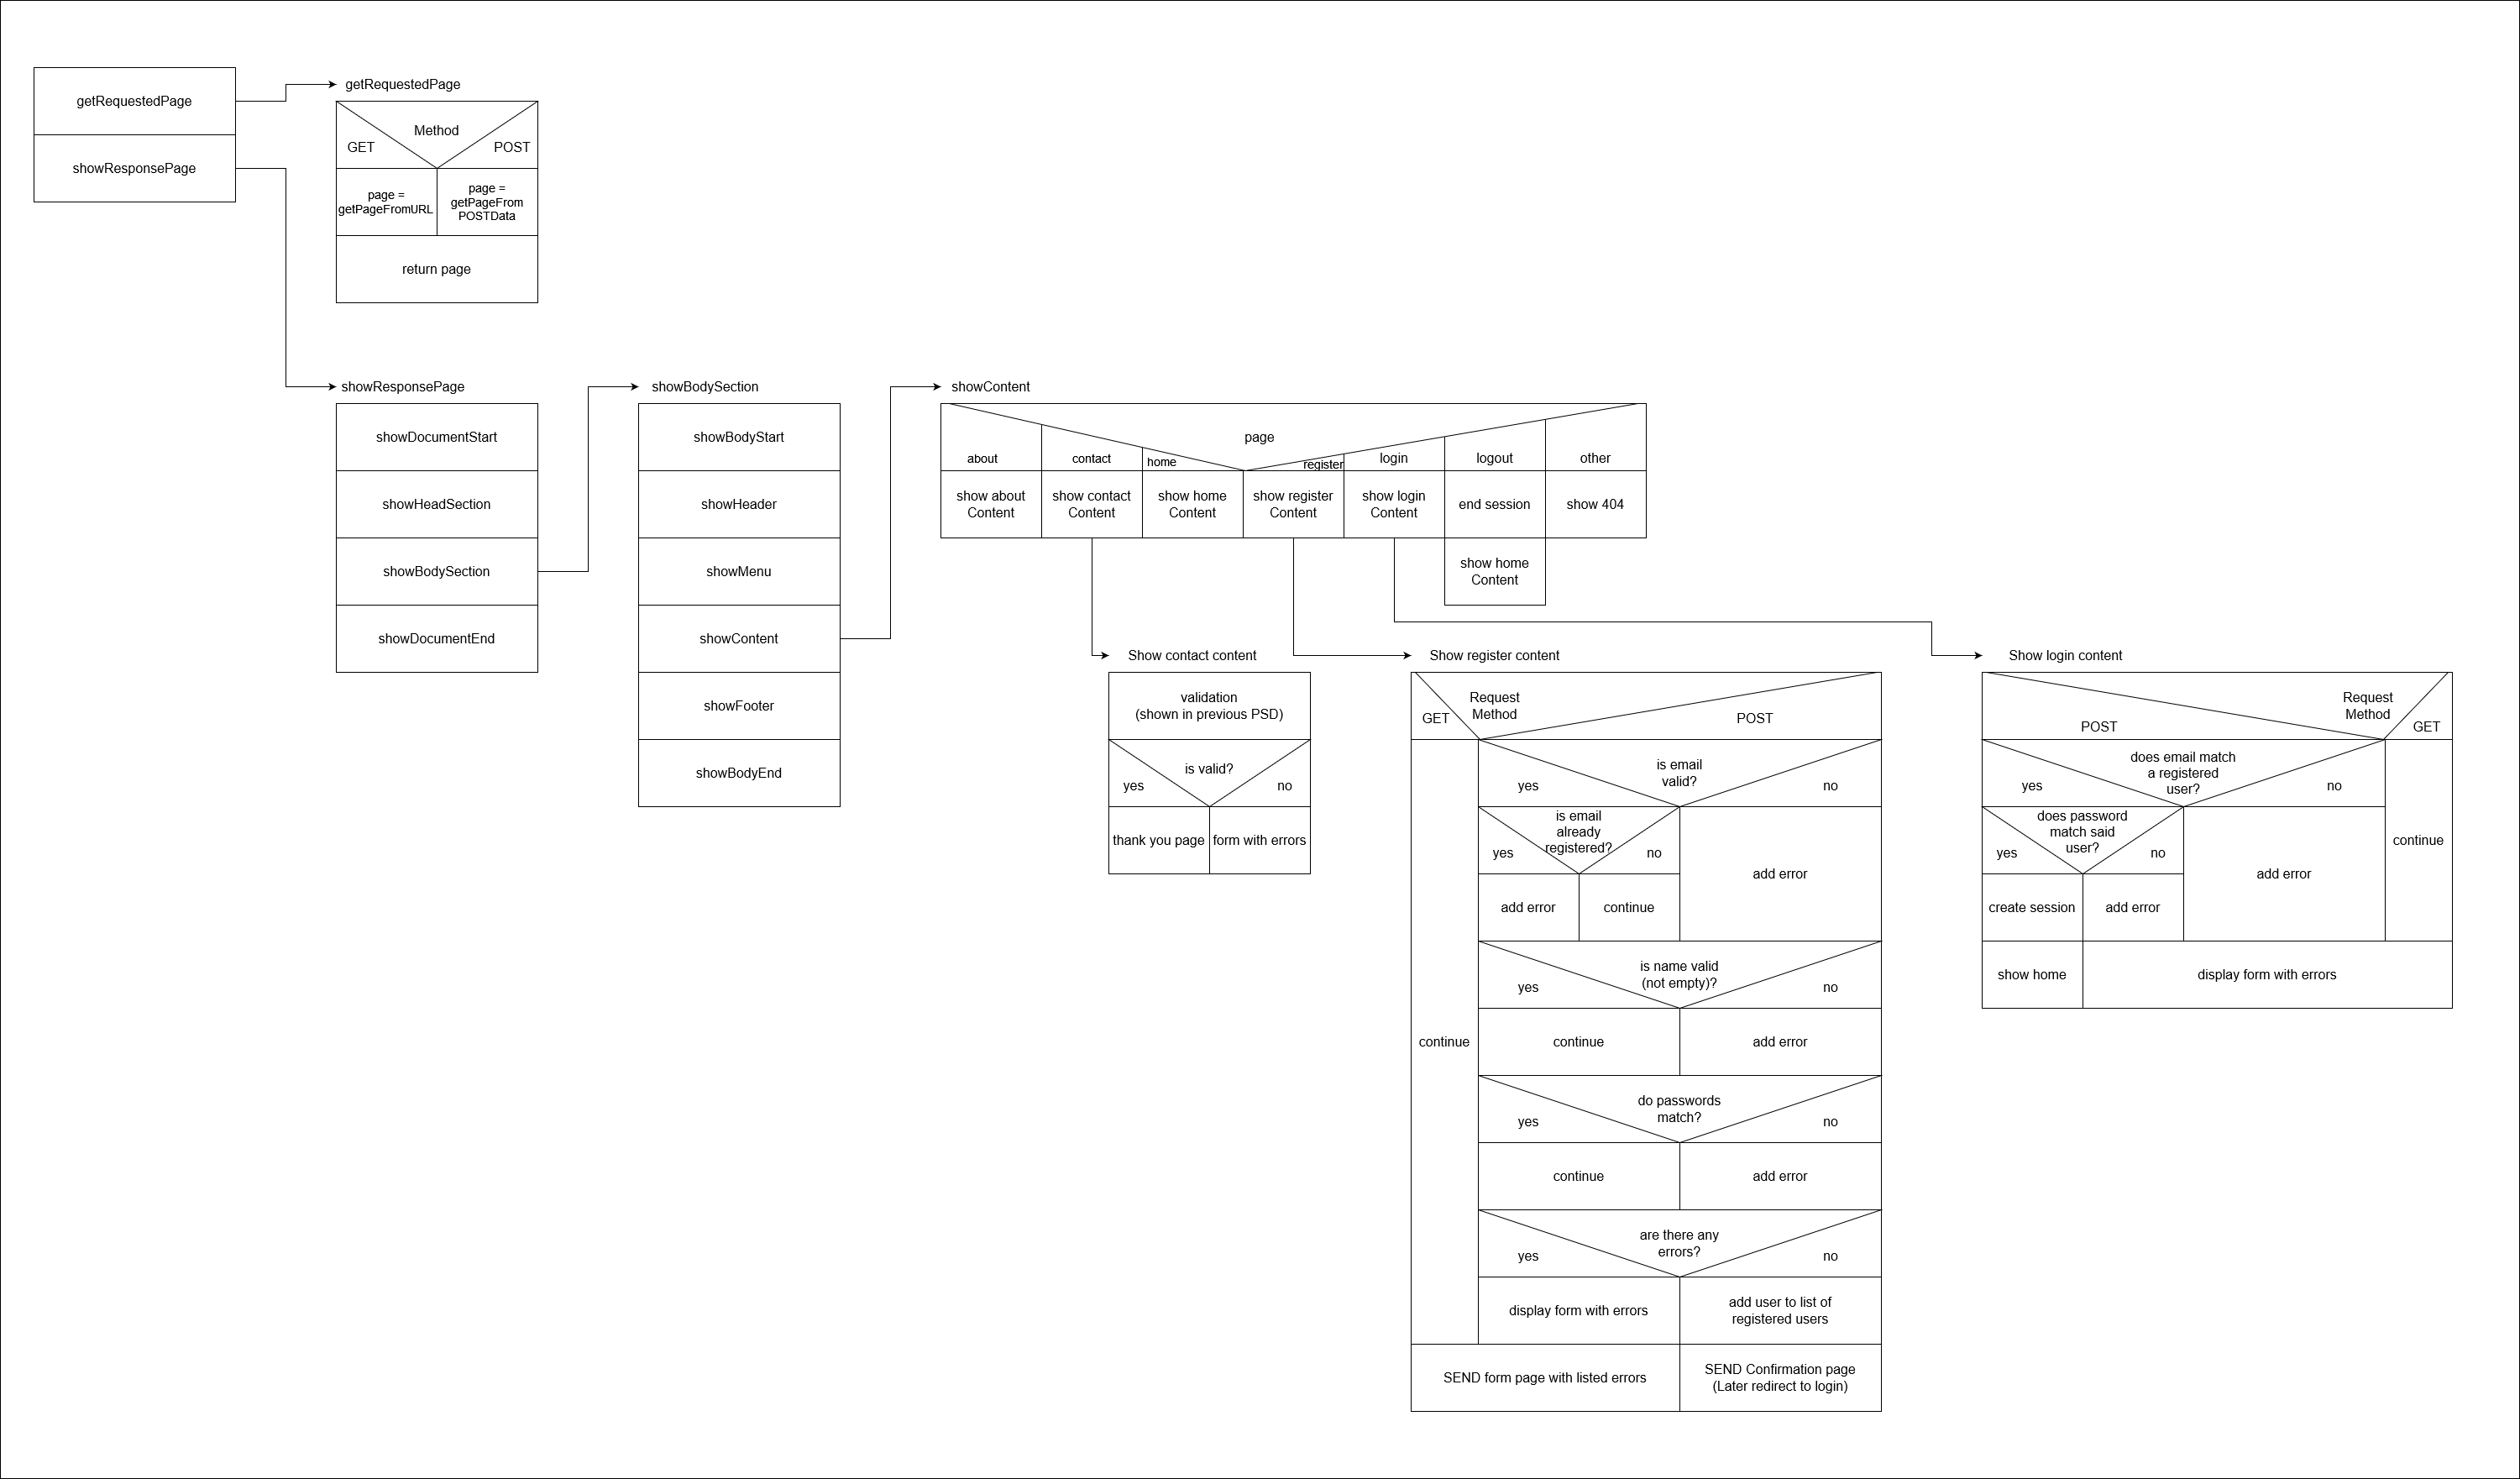 getRequestedPage
showResponsePage
getRequestedPage
Method
GET
POST
page =
getPageFromURL
page =
getPageFrom
POSTData
return page
showResponsePage
showDocumentStart
showHeadSection
showBodySection
showDocumentEnd
showBodySection
showBodyStart
showHeader
showMenu
showContent
showFooter
showBodyEnd
showContent
page
about
contact
home
register
login
logout
other
show about
Content
show contact
Content
show home
Content
show register
Content
show login
Content
end session
show 404
show home
Content
Show contact content
validation
(shown in previous PSD)
is valid?
yes
no
thank you page
form with errors
Show register content
Request
Method
GET
POST
continue
is email
valid?
yes
no
is email
already
registered?
yes
no
add error
continue
add error
is name valid
(not empty)?
yes
no
continue
add error
do passwords
match?
yes
no
continue
add error
are there any
errors?
yes
no
display form with errors
add user to list of
registered users
SEND form page with listed errors
SEND Confirmation page
(Later redirect to login)
Show login content
Request
Method
POST
GET
does email match
a registered
user?
yes
no
does password
match said
user?
yes
no
create session
add error
add error
continue
show home
display form with errors